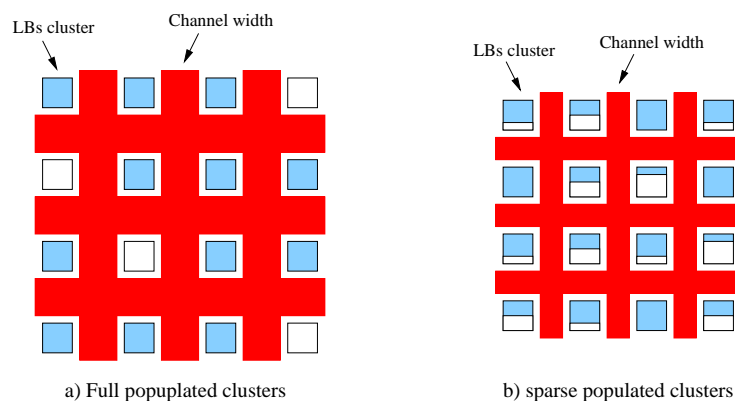 LBs cluster
Channel width
a) Full popuplated clusters
LBs cluster
Channel width
b) sparse populated clusters